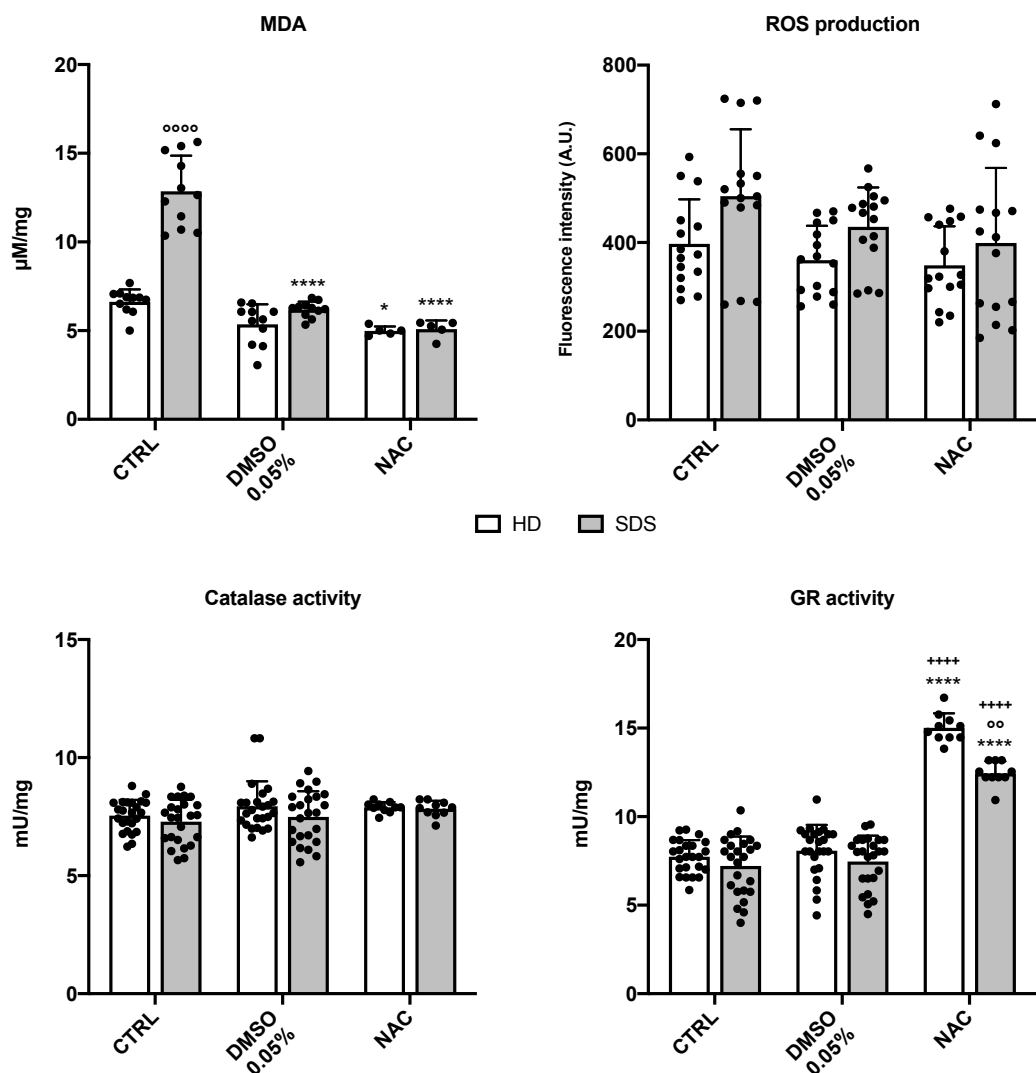 MDA
20
15
10
5
0
µM/mg
°°°°
****
*
****
CTRL
DMSO
0.05%
NAC
ROS production
800
600
400
200
0
Fluorescence intensity (A.U.)
CTRL
DMSO
0.05%
NAC
HD
SDS
Catalase activity
15
10
5
0
mU/mg
CTRL
DMSO
0.05%
NAC
GR activity
20
15
10
5
0
mU/mg
++++
****
++++
°°
****
CTRL
DMSO
0.05%
NAC